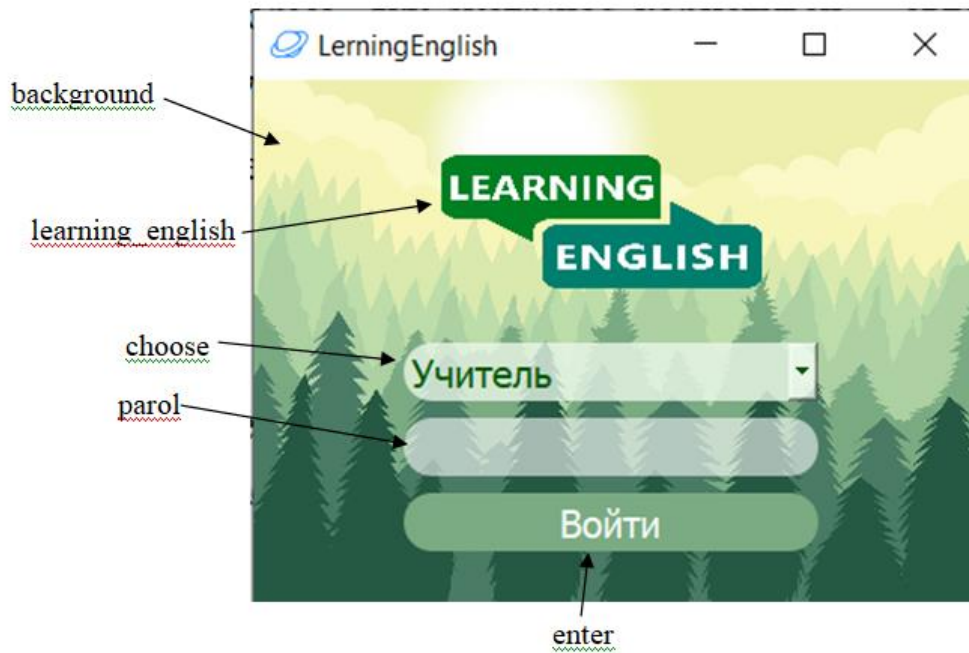 LerningEnglish
background
LEARNING
learning_english
ENGLISH
choose
Учитель
parol
Войти
enter